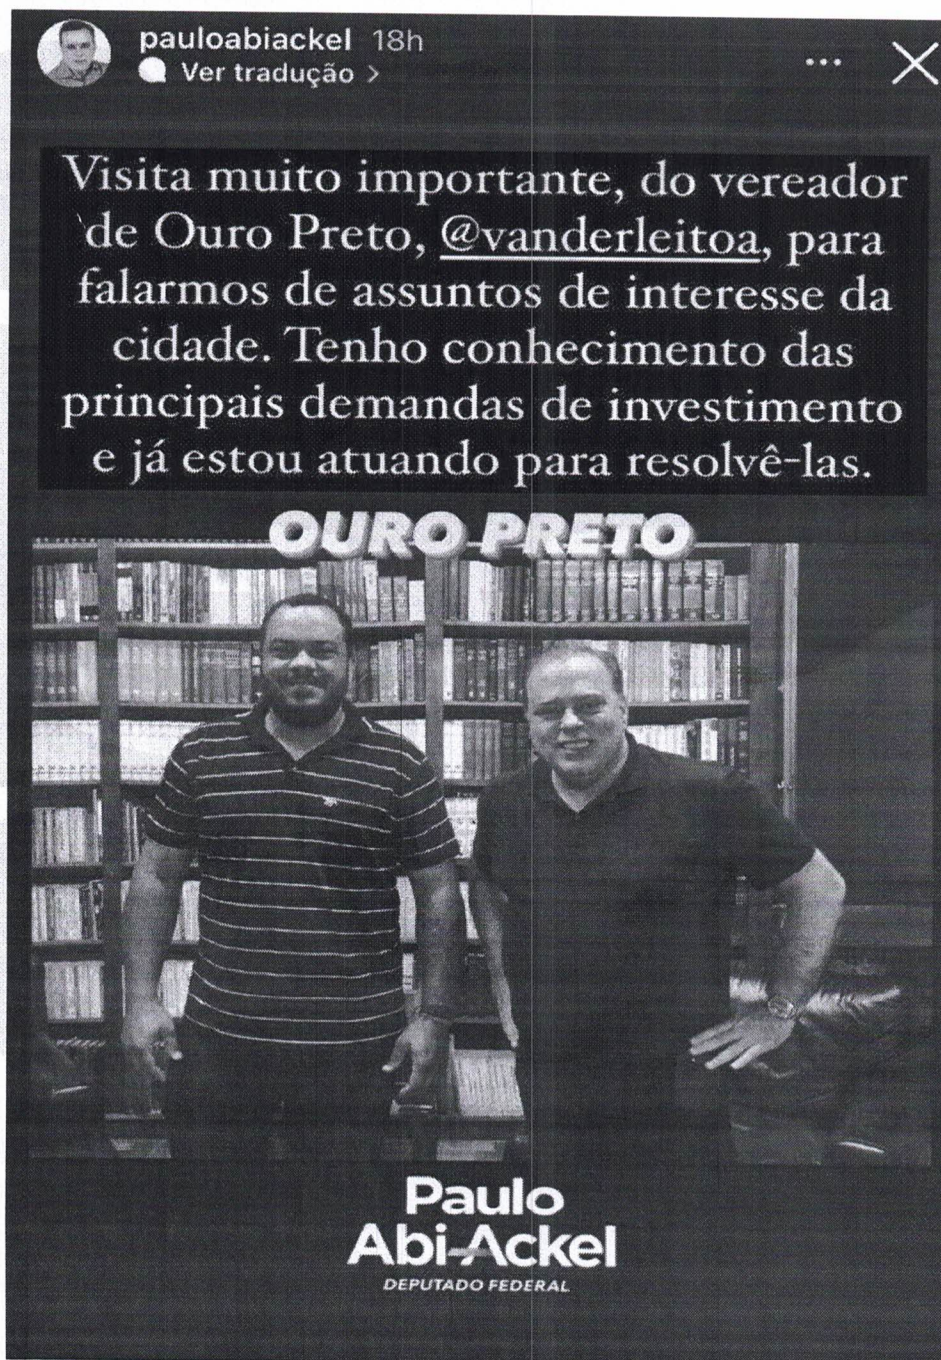 pauloabiackel 18h
Ver tradução >
Visita muito importante, do vereador
de Ouro Preto, @vanderleitoa, para
falarmos de assuntos de interesse da
cidade. Tenho conhecimento das
principais demandas de investimento
e já estou atuando para resolvê-las.
OURO PRETO
Paulo
Abi-Ackel
DEPUTADO FEDERAL